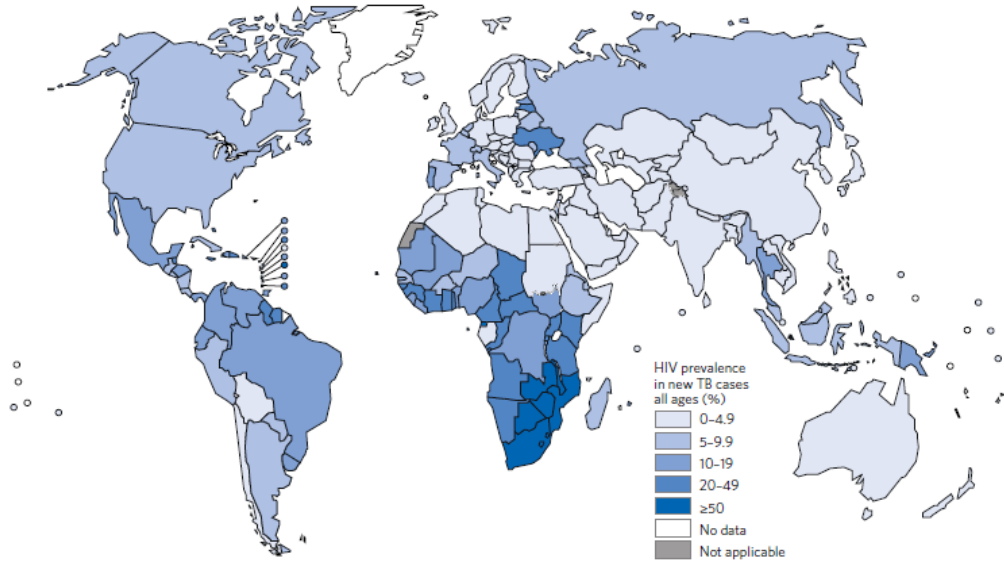 HIV prevalence
in new TB cases
all ages (%)
0–4.9
5–9.9
10–19
20–49
≥50
No data
Not applicable